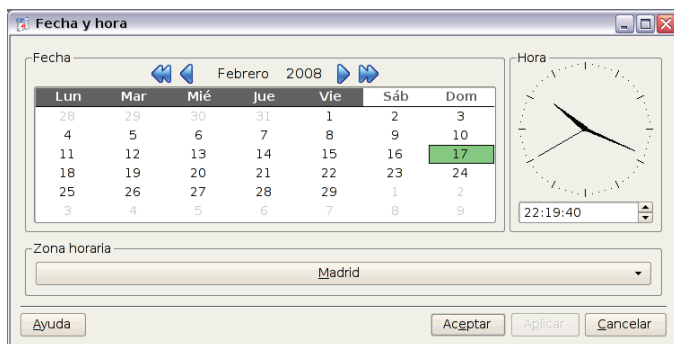 Fecha y hora
Fecha
Hora
Febrero 2008
Lun Mar Mié Jue Vie Sáb Dom
28 29 30 31 1 2 3
4 5 6 7 8 9 10
11 12 13 14 15 16 17
18 19 20 21 22 23 24
25 26 27 28 29 1 2
3 4 5 6 7 8 9
22:19:40
Zona horaria
Madrid
Ayuda Aceptar Aplicar Cancelar